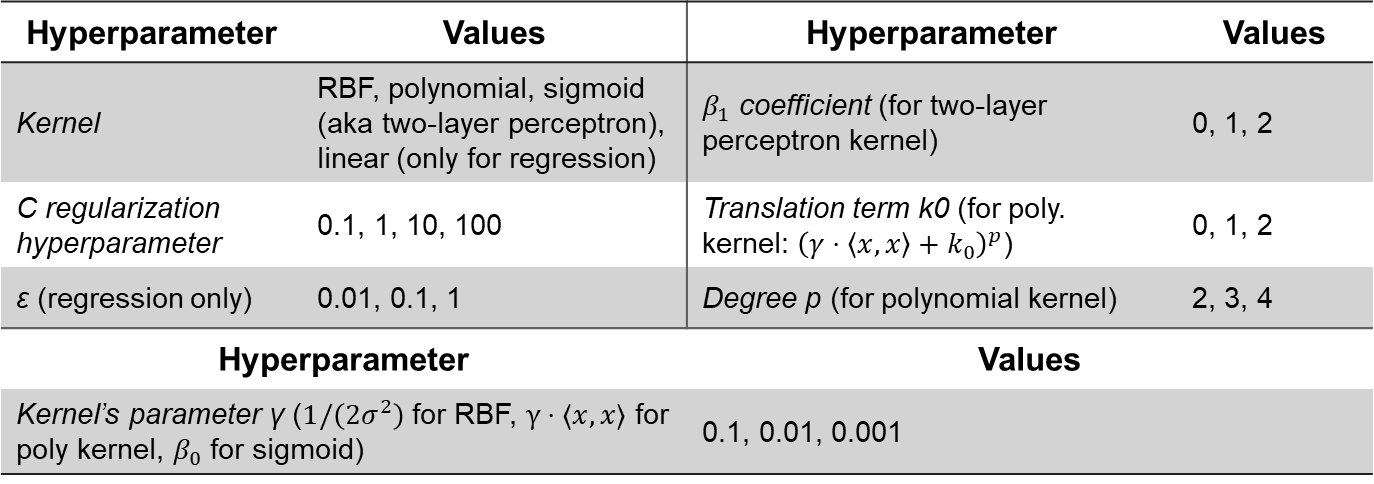 Hyperparameter Values Hyperparameter Values
Kernel
RBF, polynomial, sigmoid
(aka two-layer perceptron),
linear (only for regression)
𝛽₁ coefficient (for two-layer
perceptron kernel)
0, 1, 2
C regularization
hyperparameter
0.1, 1, 10, 100
Translation term k0 (for poly.
kernel: (γ ∙ ⟨x, x⟩ + k₀)ᵖ)
0, 1, 2
ε (regression only)
0.01, 0.1, 1
Degree p (for polynomial kernel)
2, 3, 4
Hyperparameter Values
Kernel's parameter γ (1/(2σ²) for RBF, γ ∙ ⟨x, x⟩ for
poly kernel, β₀ for sigmoid)
0.1, 0.01, 0.001